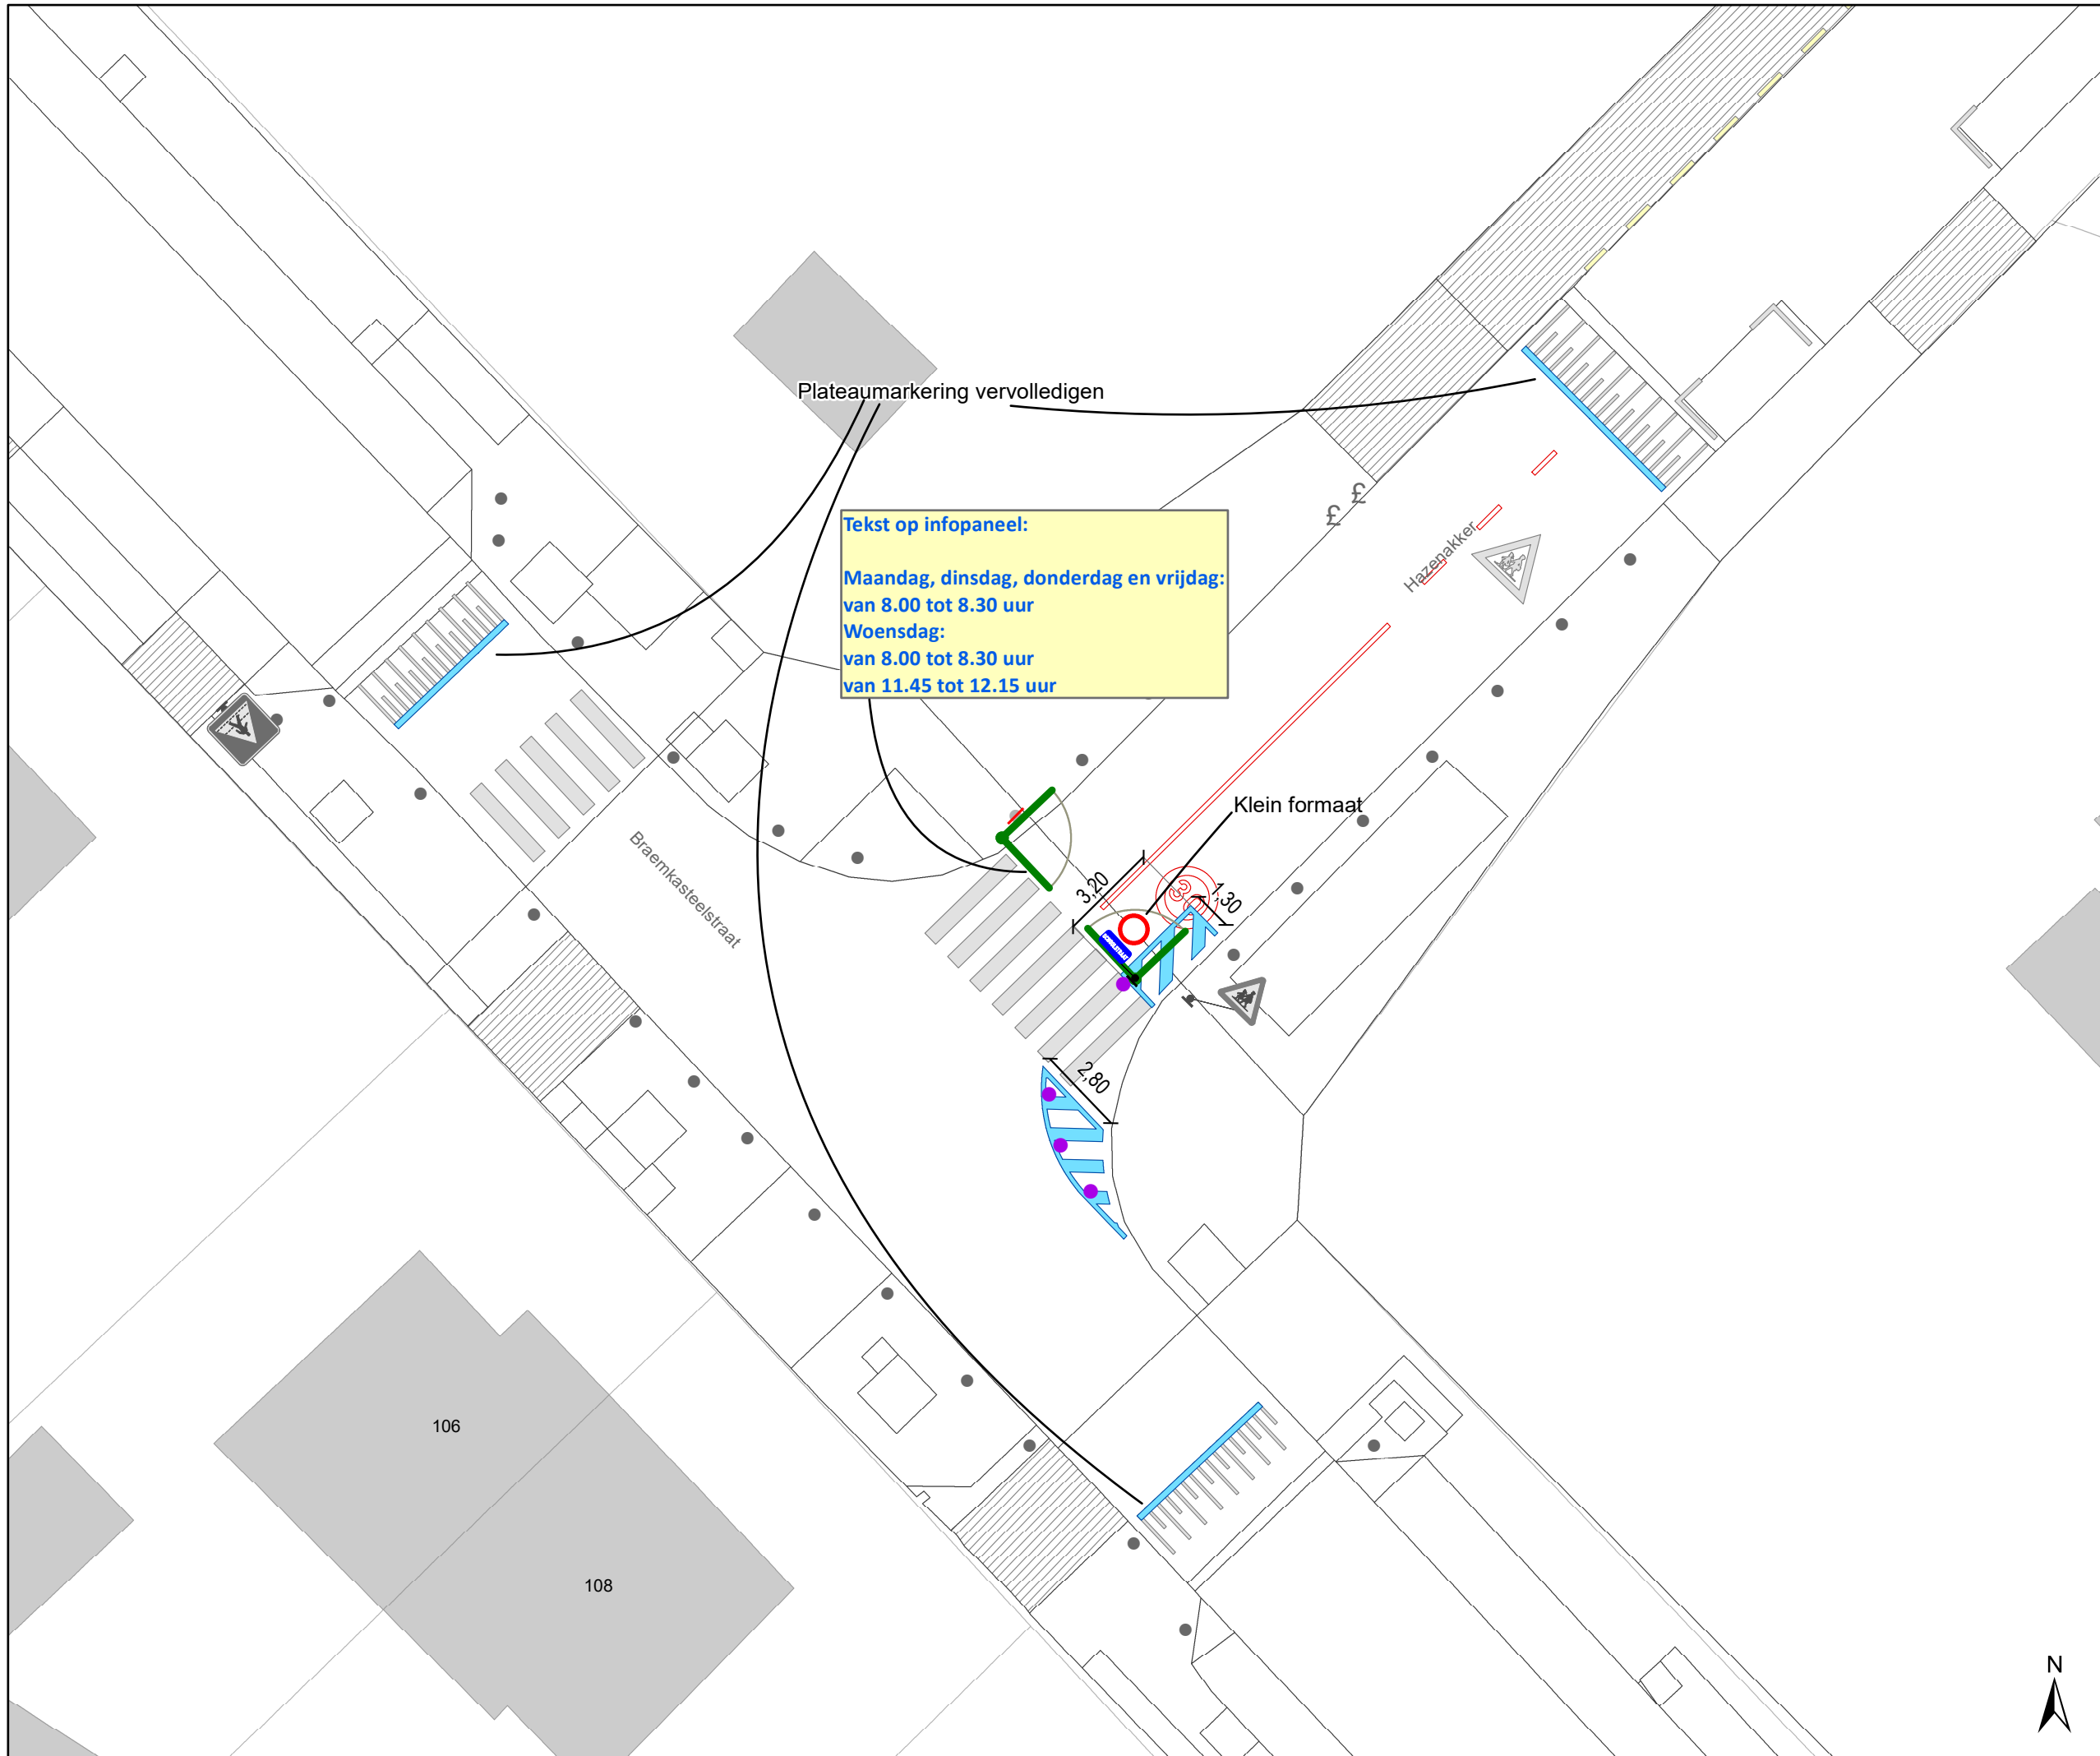 Plateaumarkering vervolledigen
Tekst op infopaneel:
Maandag, dinsdag, donderdag en vrijdag:
van 8.00 tot 8.30 uur
Woensdag:
van 8.00 tot 8.30 uur
van 11.45 tot 12.15 uur
£
£
Hazenakker
Klein formaat
Braemkasteelstraat
3,20
30
1,30
2,80
106
108
N